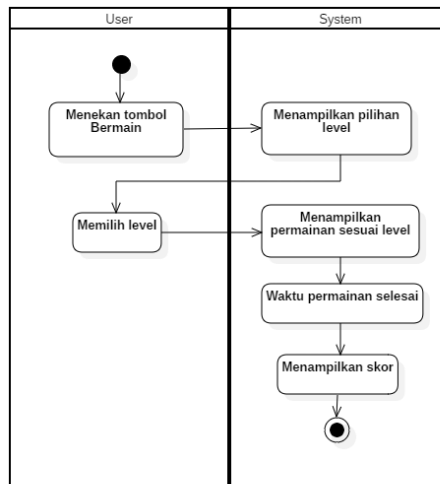 User
System
Menekan tombol
Bermain
Menampilkan pilihan
level
Memilih level
Menampilkan
permainan sesuai level
Waktu permainan selesai
Menampilkan skor